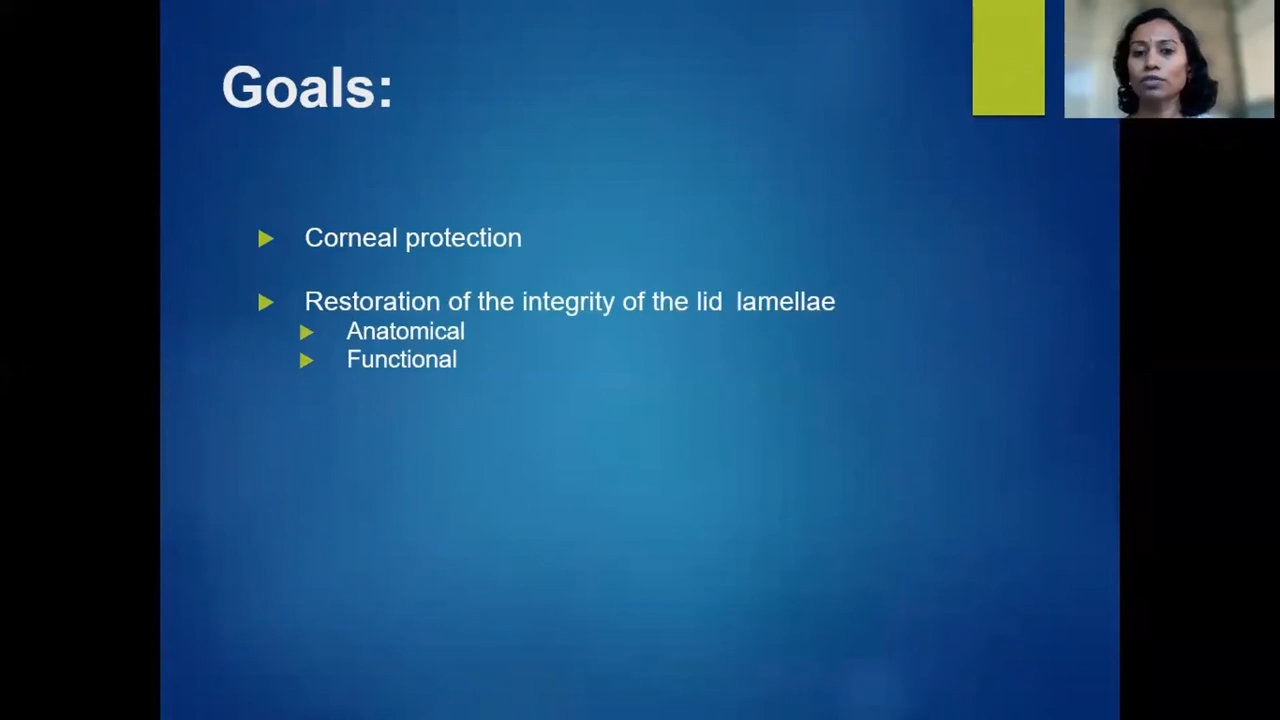 Goals:
Corneal protection
Restoration of the integrity of the lid lamellae
Anatomical
Functional